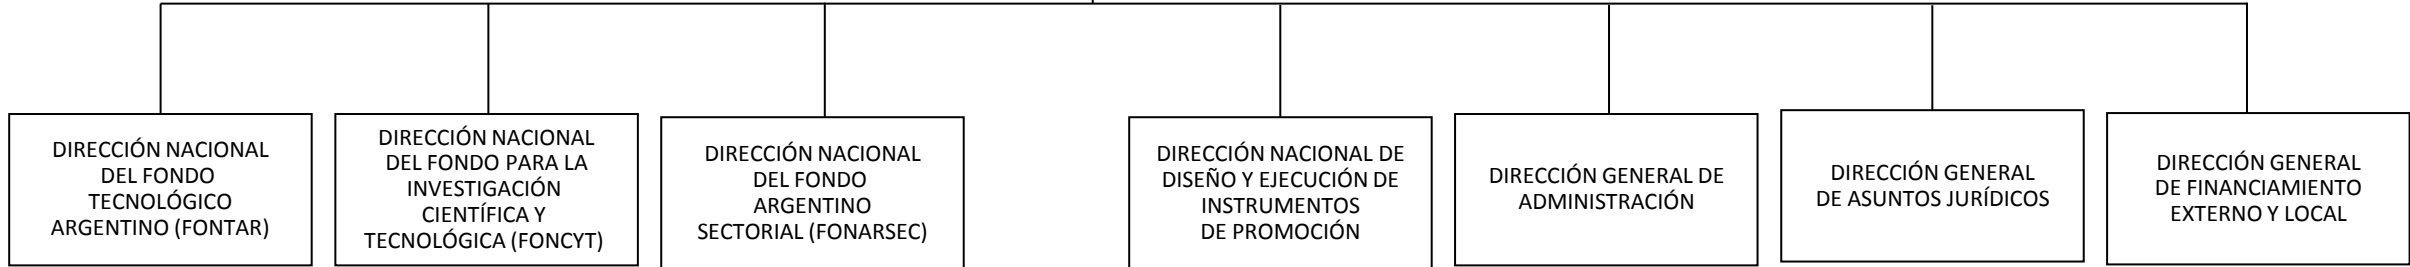 DIRECCIÓN NACIONAL
DEL FONDO
TECNOLÓGICO
ARGENTINO (FONTAR)
DIRECCIÓN NACIONAL
DEL FONDO PARA LA
INVESTIGACIÓN
CIENTÍFICA Y
TECNOLÓGICA (FONCYT)
DIRECCIÓN NACIONAL
DEL FONDO
ARGENTINO
SECTORIAL (FONARSEC)
DIRECCIÓN NACIONAL DE
DISEÑO Y EJECUCIÓN DE
INSTRUMENTOS
DE PROMOCIÓN
DIRECCIÓN GENERAL DE
ADMINISTRACIÓN
DIRECCIÓN GENERAL
DE ASUNTOS JURÍDICOS
DIRECCIÓN GENERAL
DE FINANCIAMIENTO
EXTERNO Y LOCAL